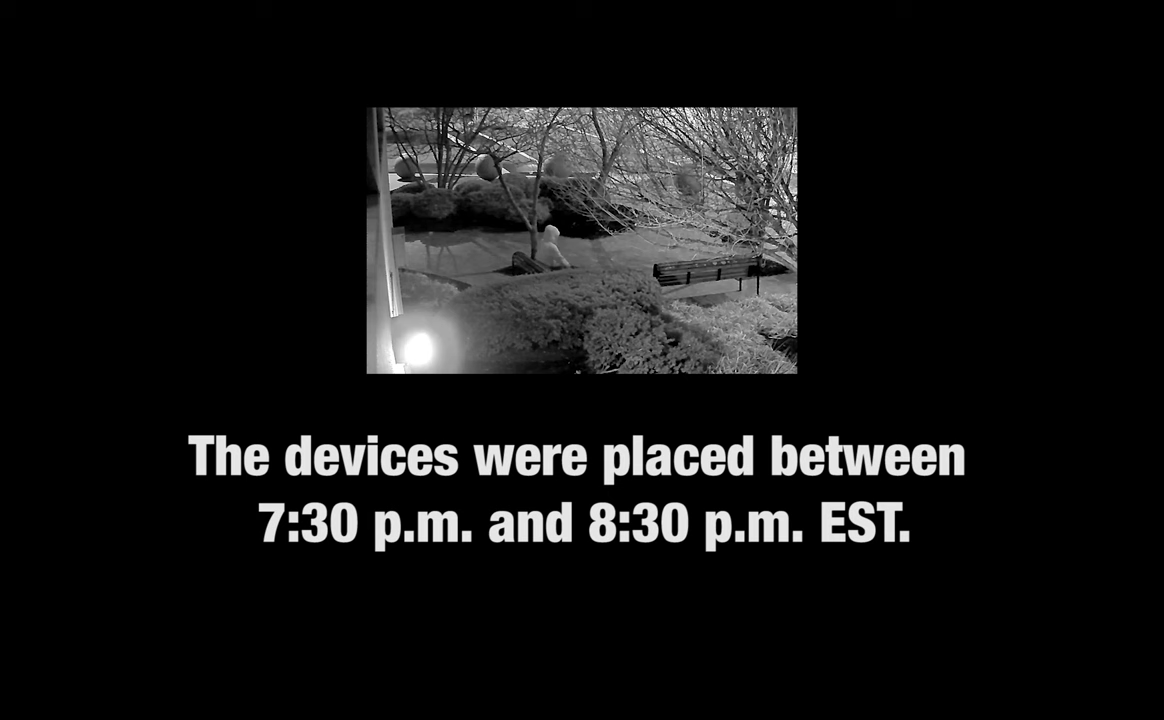 The devices were placed between
7:30 p.m. and 8:30 p.m. EST.